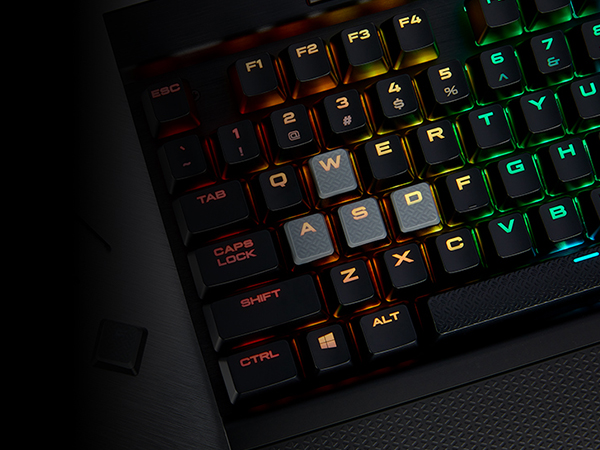 ESC F1 F2 F3 F4
` 1 ! 2 @ 3 # 4 $ 5 % 6 ^ 7 &
TAB Q W E R T Y U
CAPS
LOCK A S D F G H
SHIFT Z X C V B
CTRL ALT